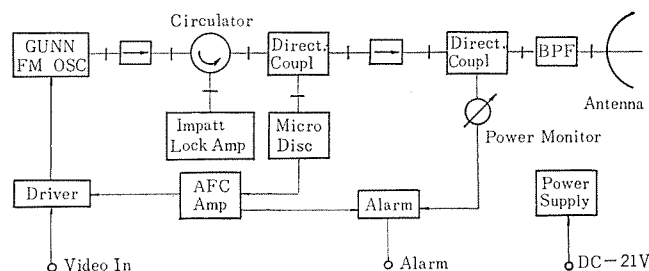 Circulator
GUNN
FM OSC
Direct.
Coupl
Direct.
Coupl
BPF
Antenna
Impatt
Lock Amp
Micro
Disc
Power Monitor
Driver
AFC
Amp
Alarm
Power
Supply
Video In
Alarm
DC－21V